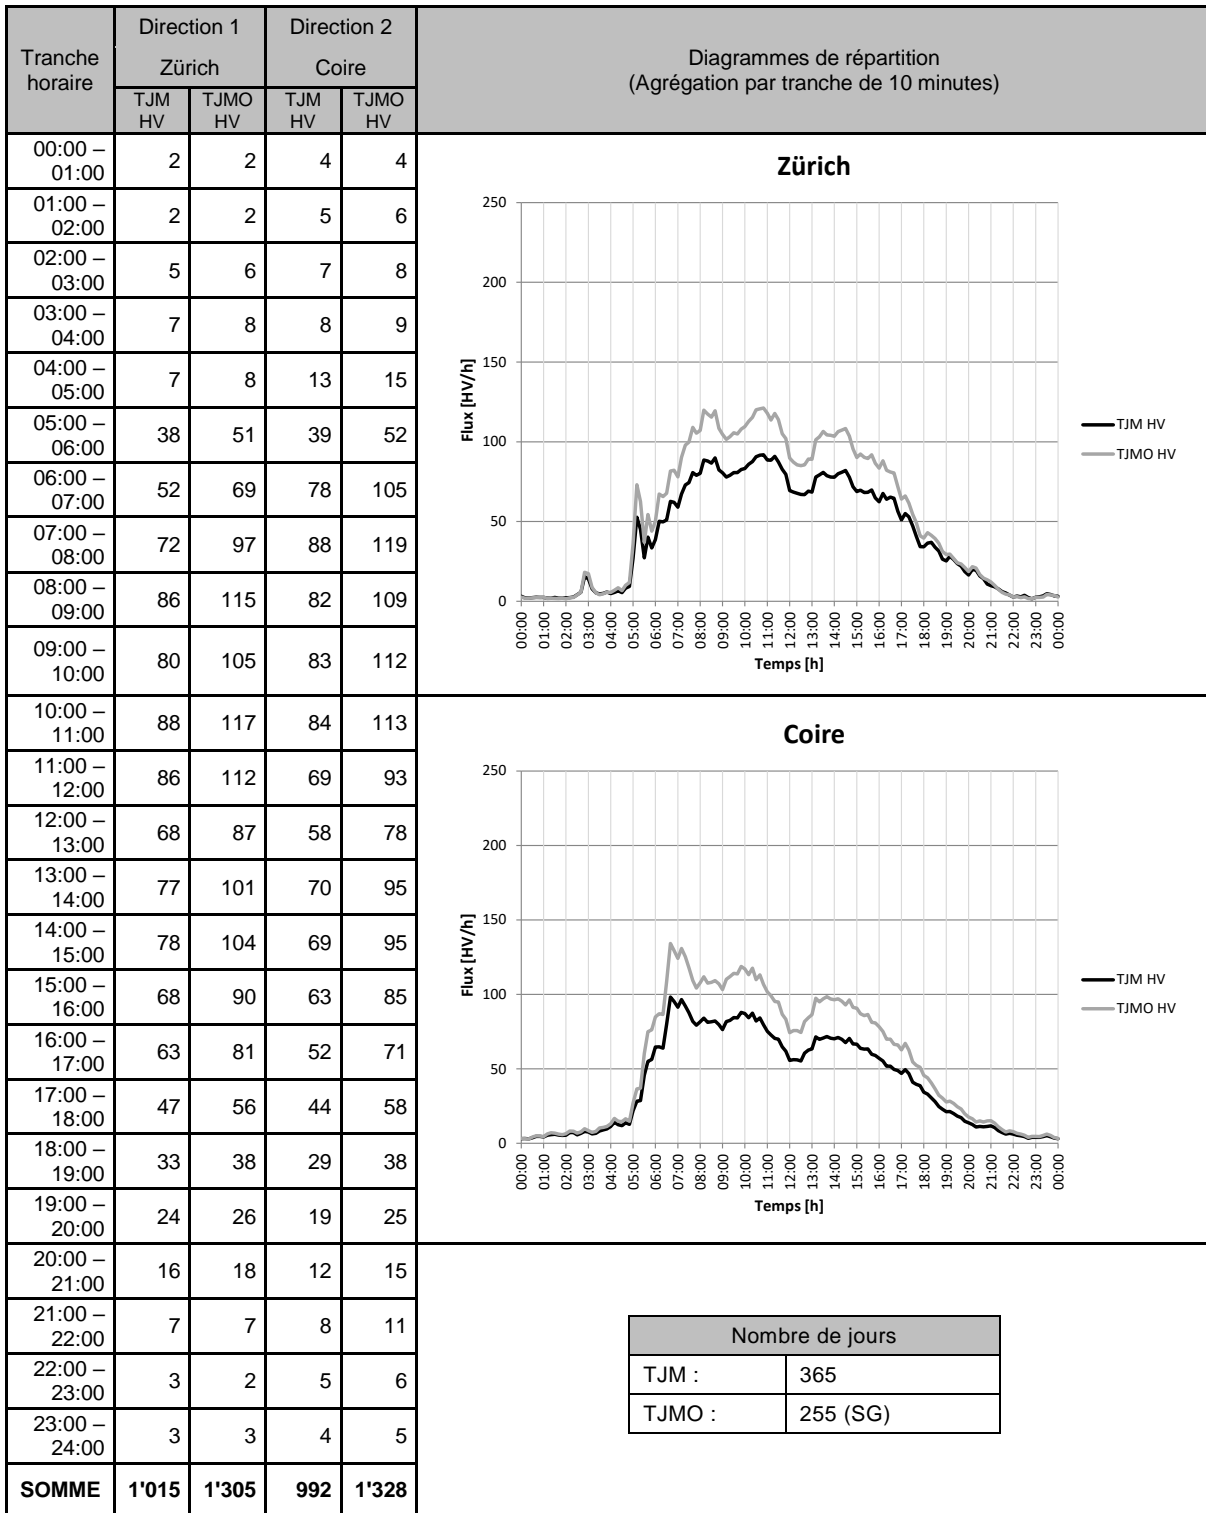 Tranche horaire
Direction 1
Direction 2
Zürich
Coire
TJM HV
TJMO HV
TJM HV
TJMO HV
Diagrammes de répartition
(Agrégation par tranche de 10 minutes)
00:00 – 01:00 2 2 4 4
01:00 – 02:00 2 2 5 6
02:00 – 03:00 5 6 7 8
03:00 – 04:00 7 8 8 9
04:00 – 05:00 7 8 13 15
05:00 – 06:00 38 51 39 52
06:00 – 07:00 52 69 78 105
07:00 – 08:00 72 97 88 119
08:00 – 09:00 86 115 82 109
09:00 – 10:00 80 105 83 112
10:00 – 11:00 88 117 84 113
11:00 – 12:00 86 112 69 93
12:00 – 13:00 68 87 58 78
13:00 – 14:00 77 101 70 95
14:00 – 15:00 78 104 69 95
15:00 – 16:00 68 90 63 85
16:00 – 17:00 63 81 52 71
17:00 – 18:00 47 56 44 58
18:00 – 19:00 33 38 29 38
19:00 – 20:00 24 26 19 25
20:00 – 21:00 16 18 12 15
21:00 – 22:00 7 7 8 11
22:00 – 23:00 3 2 5 6
23:00 – 24:00 3 3 4 5
SOMME 1'015 1'305 992 1'328
Zürich
250
200
150
100
50
0
Flux [HV/h]
00:00 01:00 02:00 03:00 04:00 05:00 06:00 07:00 08:00 09:00 10:00 11:00 12:00 13:00 14:00 15:00 16:00 17:00 18:00 19:00 20:00 21:00 22:00 23:00 00:00
Temps [h]
TJM HV
TJMO HV
Coire
250
200
150
100
50
0
Flux [HV/h]
00:00 01:00 02:00 03:00 04:00 05:00 06:00 07:00 08:00 09:00 10:00 11:00 12:00 13:00 14:00 15:00 16:00 17:00 18:00 19:00 20:00 21:00 22:00 23:00 00:00
Temps [h]
TJM HV
TJMO HV
Nombre de jours
TJM : 365
TJMO : 255 (SG)